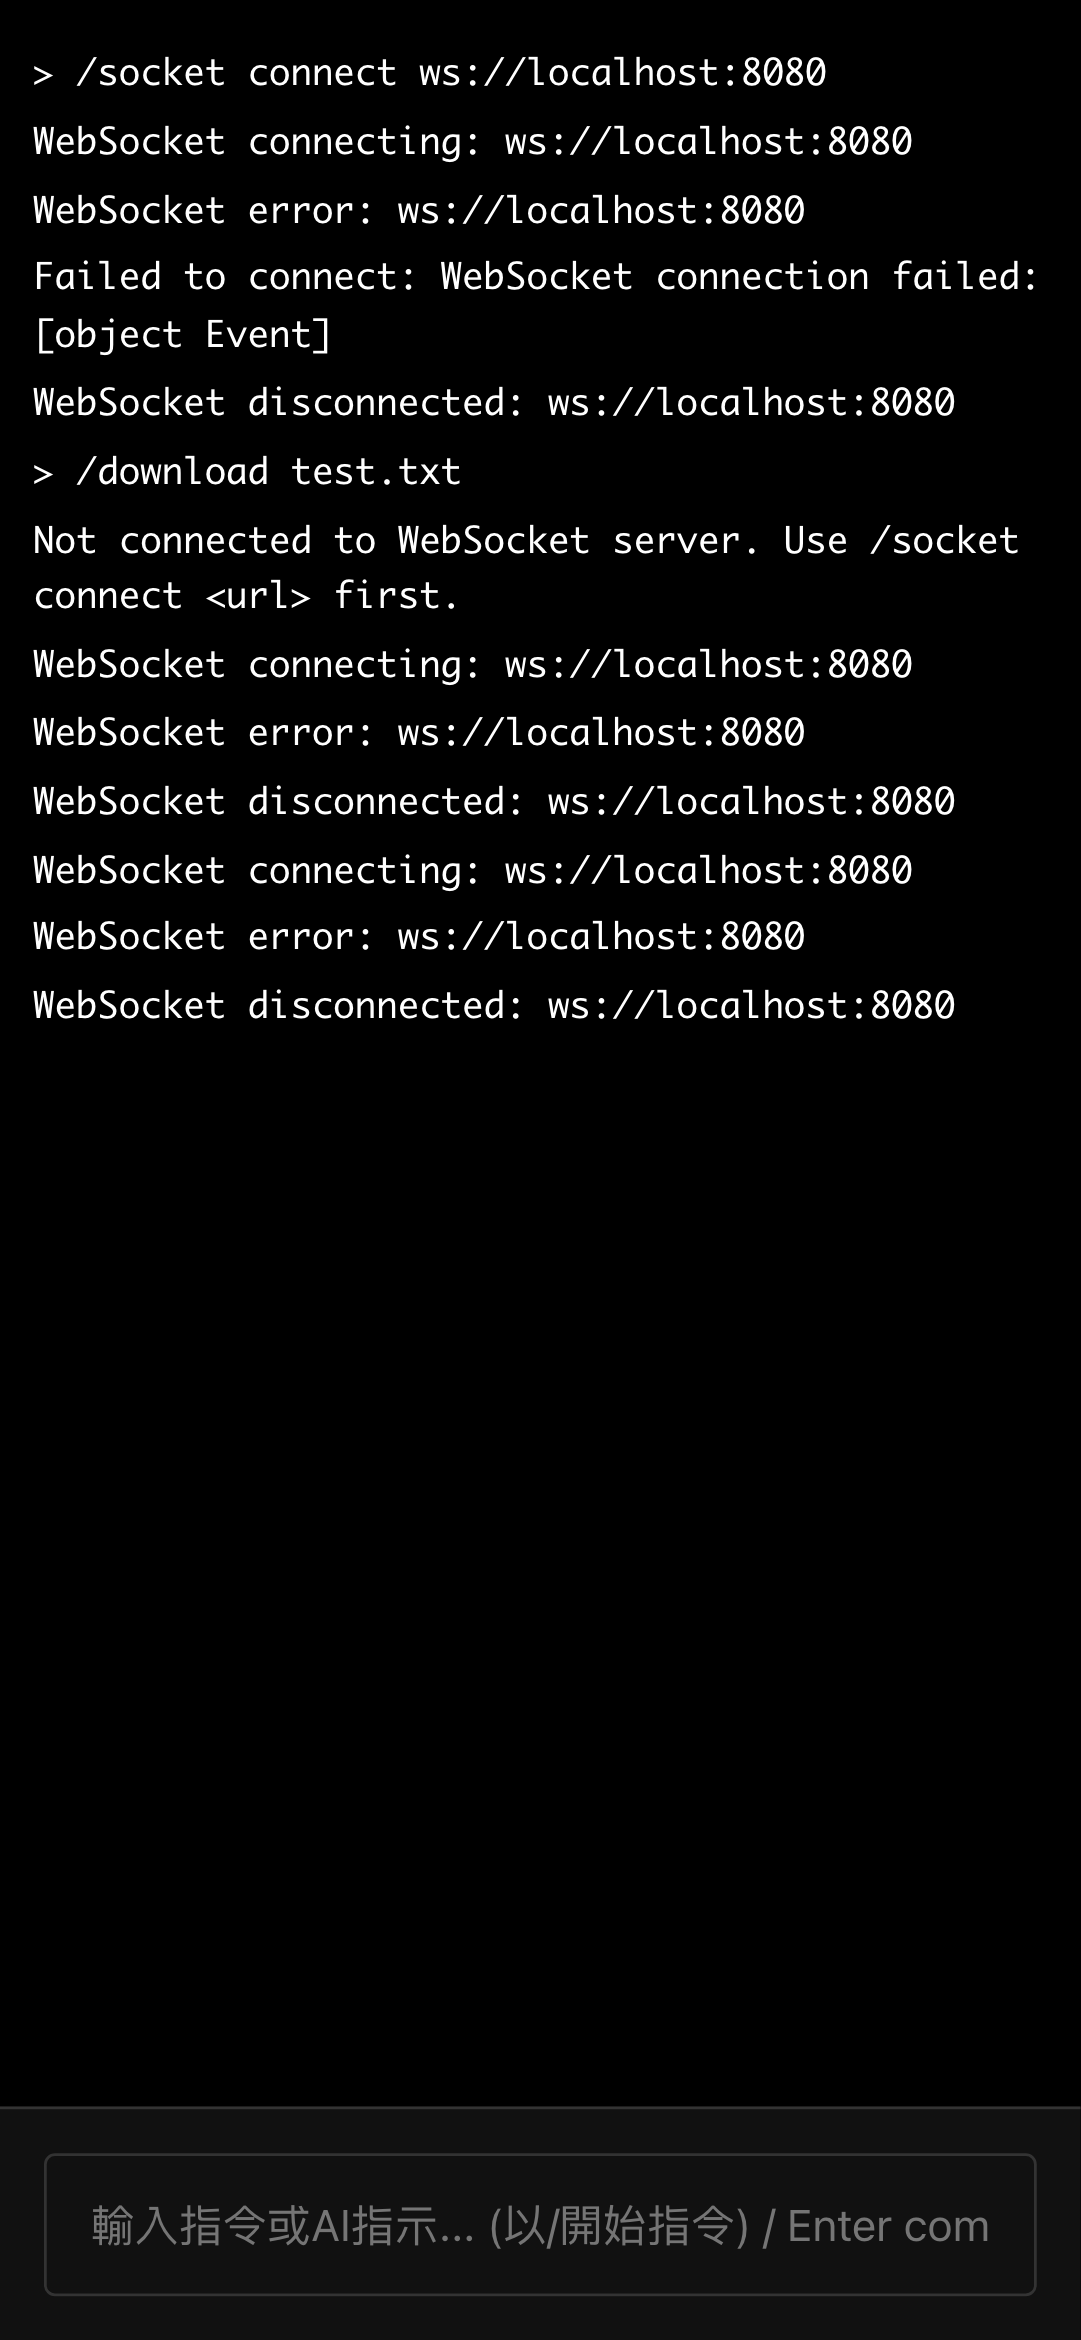 > /socket connect ws://localhost:8080
WebSocket connecting: ws://localhost:8080
WebSocket error: ws://localhost:8080
Failed to connect: WebSocket connection failed:
[object Event]
WebSocket disconnected: ws://localhost:8080
> /download test.txt
Not connected to WebSocket server. Use /socket
connect <url> first.
WebSocket connecting: ws://localhost:8080
WebSocket error: ws://localhost:8080
WebSocket disconnected: ws://localhost:8080
WebSocket connecting: ws://localhost:8080
WebSocket error: ws://localhost:8080
WebSocket disconnected: ws://localhost:8080
輸入指令或AI指示... (以/開始指令) / Enter com